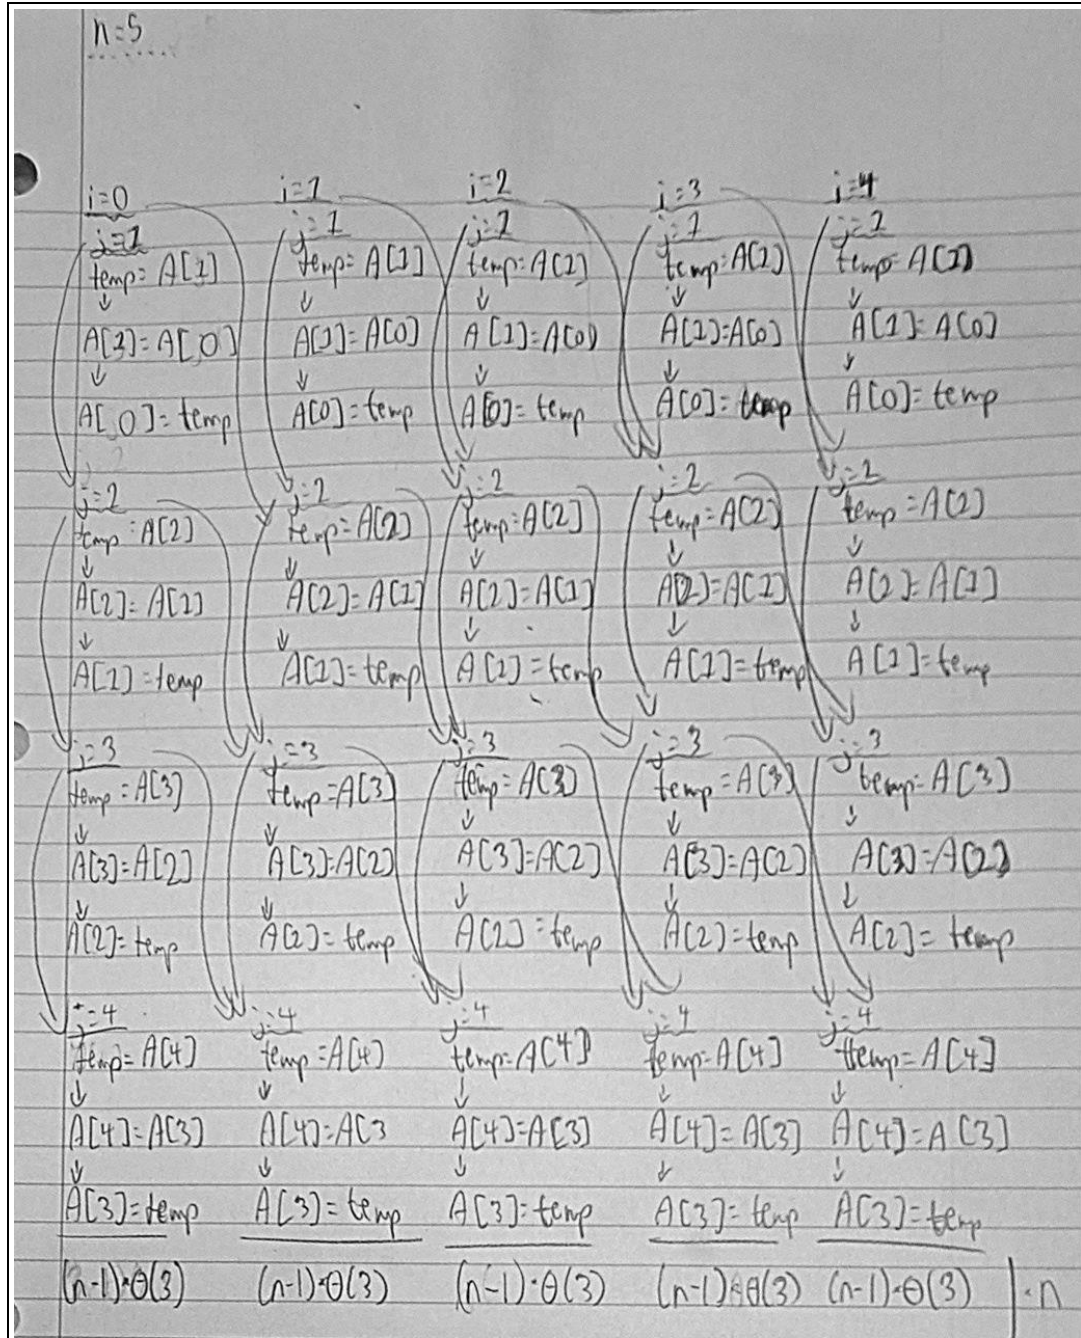 n=5
i=0 i=1 i=2 i=3 i=4
j=1 j=1 j=1 j=1 j=1
temp= A[1] temp= A[1] temp= A[1] temp= A[1] temp= A[1]
↓ ↓ ↓ ↓ ↓
A[1]= A[0] A[1]= A[0] A[1]=A[0] A[1]=A[0] A[1]=A[0]
↓ ↓ ↓ ↓ ↓
A[0]= temp A[0]= temp A[0]= temp A[0]= temp A[0]= temp
j=2 j=2 j=2 j=2 j=2
temp = A[2] temp= A[2] temp= A[2] temp= A[2] temp= A[2]
↓ ↓ ↓ ↓ ↓
A[2]= A[1] A[2]= A[1] A[2]= A[1] A[2]=A[1] A[2]= A[1]
↓ ↓ ↓ ↓ ↓
A[1]=temp A[1]=temp A[1]=temp A[1]=temp A[1]=temp
j=3 j=3 j=3 j=3 j=3
temp = A[3] temp=A[3] temp= A[3] temp= A[3] temp= A[3]
↓ ↓ ↓ ↓ ↓
A[3]=A[2] A[3]=A[2] A[3]=A[2] A[3]=A[2] A[3]=A[2]
↓ ↓ ↓ ↓ ↓
A[2]= temp A[2]= temp A[2]= temp A[2]= temp A[2]= temp
j=4 j=4 j=4 j=4 j=4
temp= A[4] temp =A[4] temp= A[4] temp= A[4] temp= A[4]
↓ ↓ ↓ ↓ ↓
A[4]=A[3] A[4]=A[3 A[4]=A[3] A[4]= A[3] A[4]= A[3]
↓ ↓ ↓ ↓ ↓
A[3]=temp A[3]= temp A[3]= temp A[3]= temp A[3]= temp
(n-1)·θ(3) (n-1)·θ(3) (n-1)·θ(3) (n-1)·θ(3) (n-1)·θ(3) | ·n